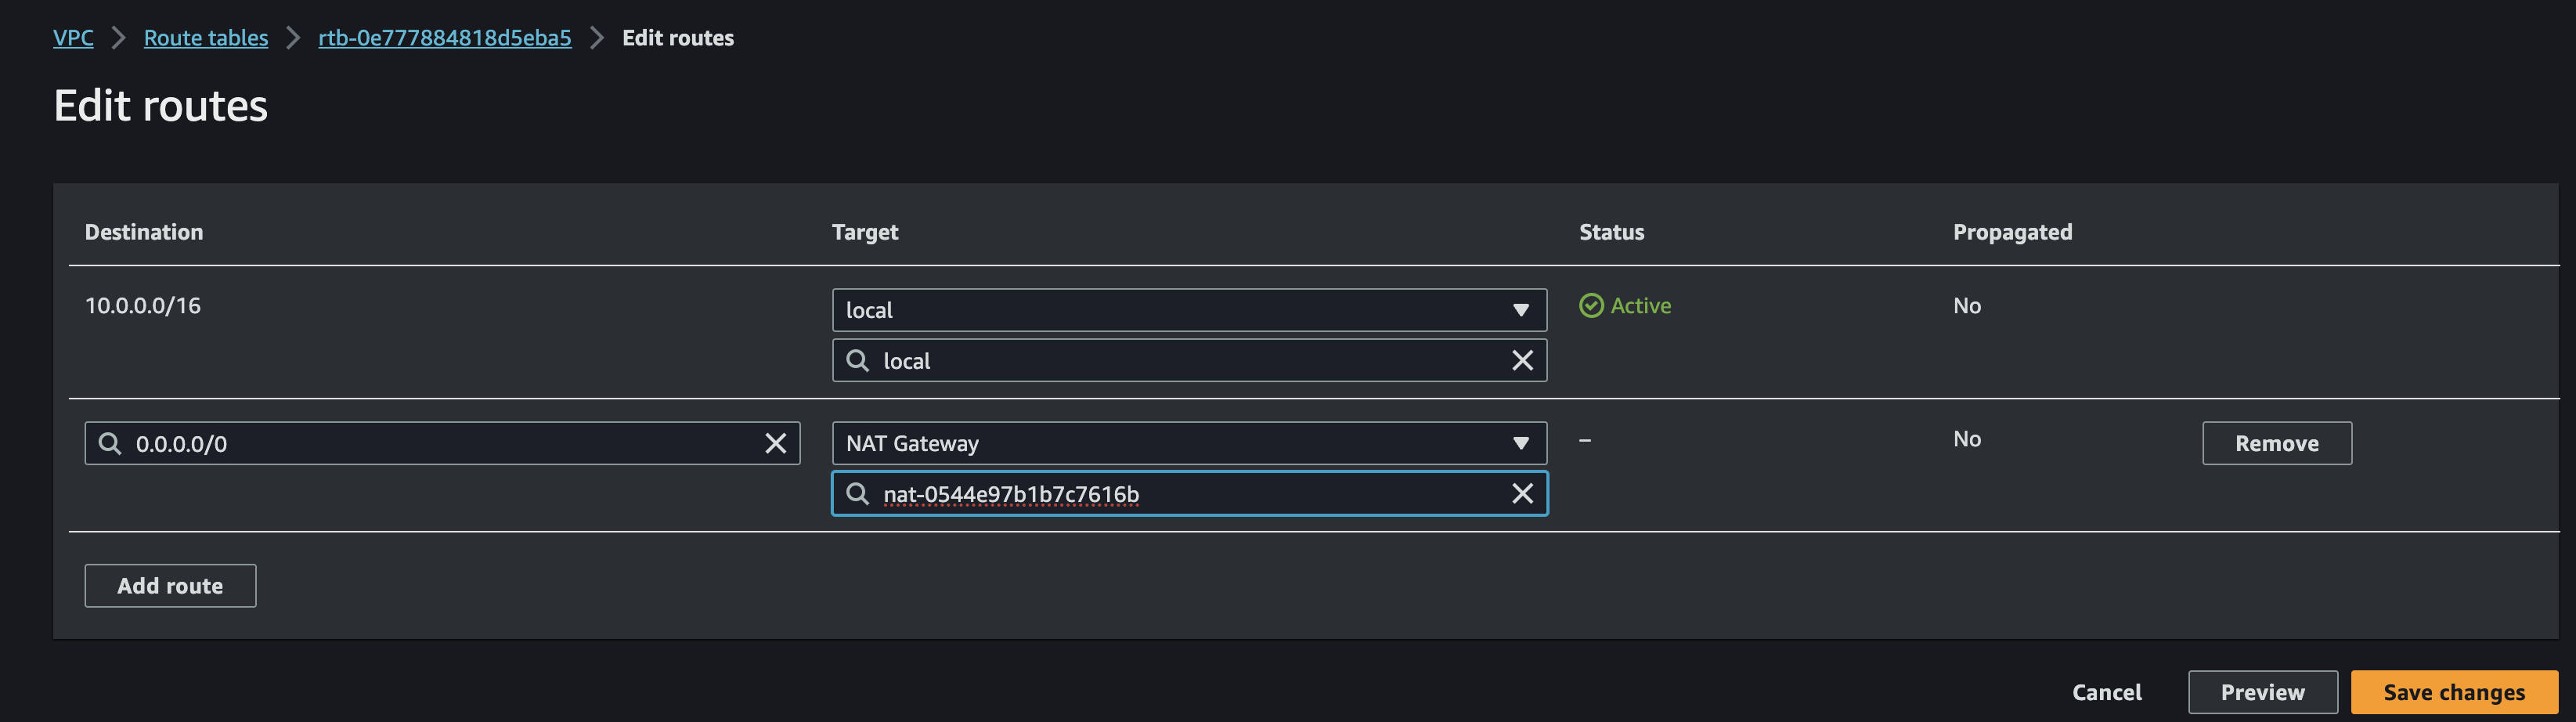 VPC Route tables rtb-0e777884818d5eba5 Edit routes
Edit routes
Destination Target Status Propagated
10.0.0.0/16 local Active No
local
0.0.0.0/0 NAT Gateway – No Remove
nat-0544e97b1b7c7616b
Add route
Cancel Preview Save changes